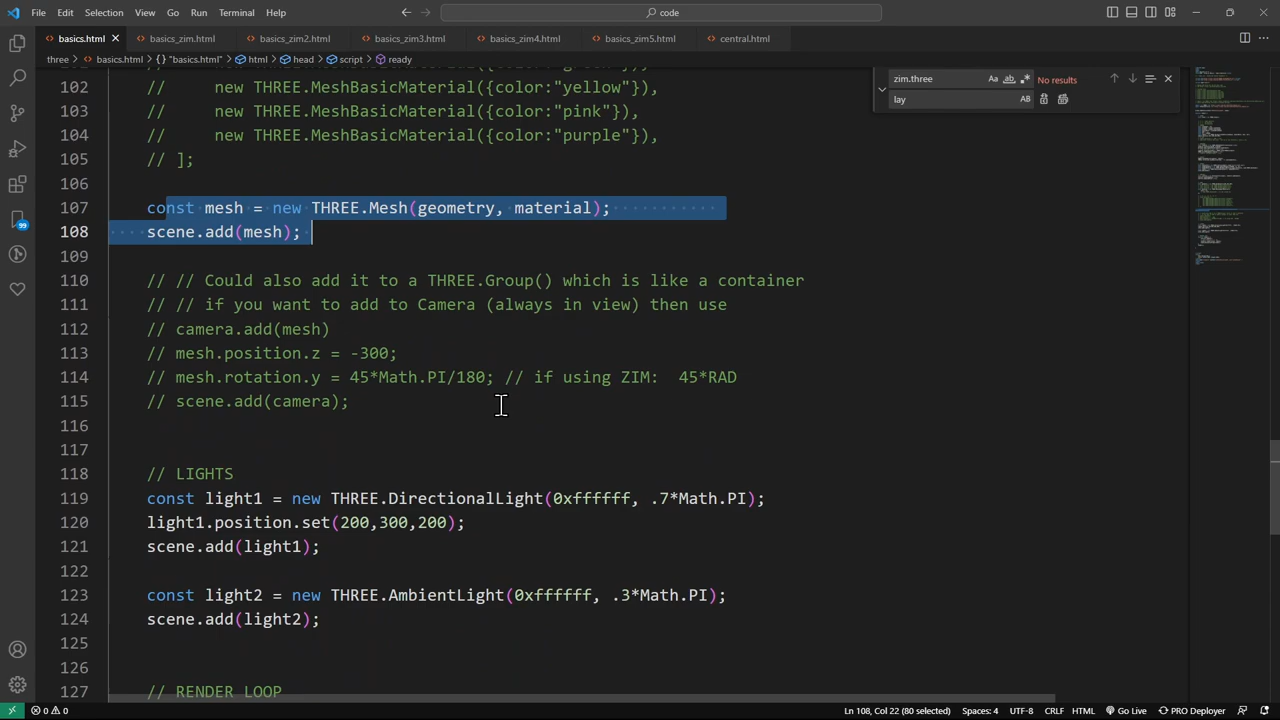 File Edit Selection View Go Run Terminal Help
code
basics.html
basics_zim.html
basics_zim2.html
basics_zim3.html
basics_zim4.html
basics_zim5.html
central.html
three > basics.html > "basics.html" > html > head > script > ready
zim.three
Aa ab .*
No results
lay
AB
102 // new THREE.MeshBasicMaterial({color:"yellow"}),
103 // new THREE.MeshBasicMaterial({color:"pink"}),
104 // new THREE.MeshBasicMaterial({color:"purple"}),
105 // ];
106
107 const mesh = new THREE.Mesh(geometry, material);
108 scene.add(mesh);
109
110 // // Could also add it to a THREE.Group() which is like a container
111 // // if you want to add to Camera (always in view) then use
112 // camera.add(mesh)
113 // mesh.position.z = -300;
114 // mesh.rotation.y = 45*Math.PI/180; // if using ZIM: 45*RAD
115 // scene.add(camera);
116
117
118 // LIGHTS
119 const light1 = new THREE.DirectionalLight(0xffffff, .7*Math.PI);
120 light1.position.set(200,300,200);
121 scene.add(light1);
122
123 const light2 = new THREE.AmbientLight(0xffffff, .3*Math.PI);
124 scene.add(light2);
125
126
127 // RENDER LOOP
99
0 0
Ln 108, Col 22 (80 selected) Spaces: 4 UTF-8 CRLF HTML Go Live PRO Deployer